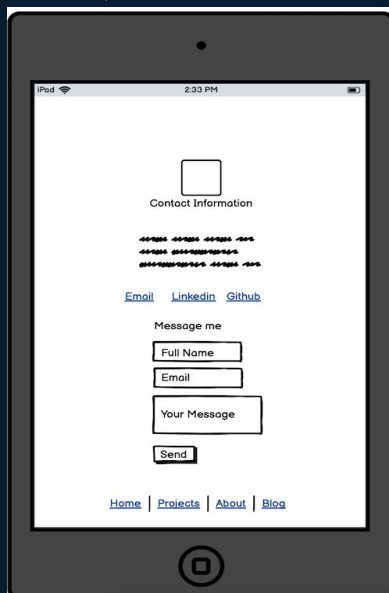 iPad 2:33 PM
Contact Information
Email Linkedin Github
Message me
Full Name
Email
Your Message
Send
Home | Projects | About | Blog